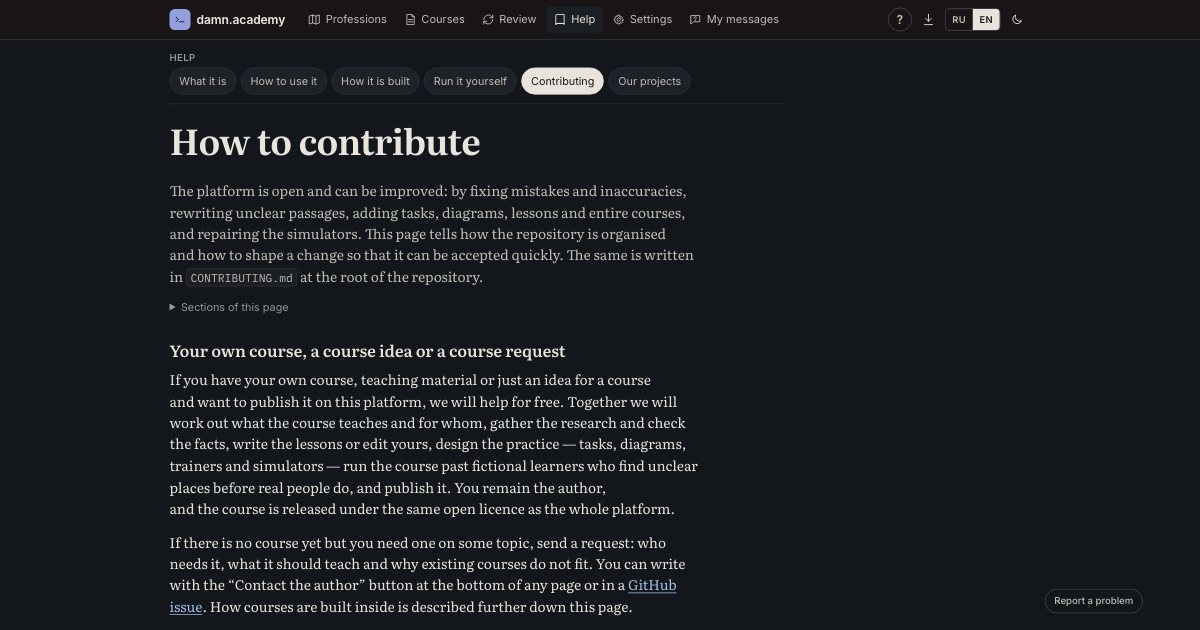 damn.academy Professions Courses Review Help Settings My messages ? RU EN
HELP
What it is How to use it How it is built Run it yourself Contributing Our projects
How to contribute
The platform is open and can be improved: by fixing mistakes and inaccuracies,
rewriting unclear passages, adding tasks, diagrams, lessons and entire courses,
and repairing the simulators. This page tells how the repository is organised
and how to shape a change so that it can be accepted quickly. The same is written
in CONTRIBUTING.md at the root of the repository.
Sections of this page
Your own course, a course idea or a course request
If you have your own course, teaching material or just an idea for a course
and want to publish it on this platform, we will help for free. Together we will
work out what the course teaches and for whom, gather the research and check
the facts, write the lessons or edit yours, design the practice — tasks, diagrams,
trainers and simulators — run the course past fictional learners who find unclear
places before real people do, and publish it. You remain the author,
and the course is released under the same open licence as the whole platform.
If there is no course yet but you need one on some topic, send a request: who
needs it, what it should teach and why existing courses do not fit. You can write
with the “Contact the author” button at the bottom of any page or in a GitHub
issue. How courses are built inside is described further down this page.
Report a problem